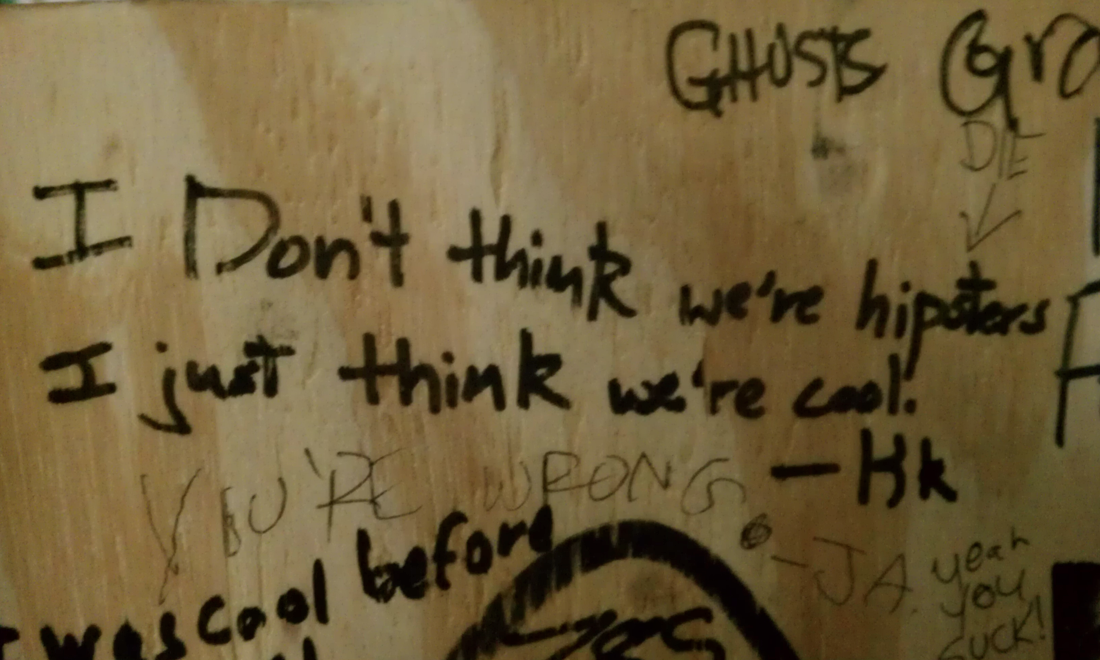 GHOSTS Gro
DIE
I Don't think we're hipsters
I just think we're cool.
- HK
YOU'RE WRONG.
- JA.
yeah
you
SUCK!
I was cool before